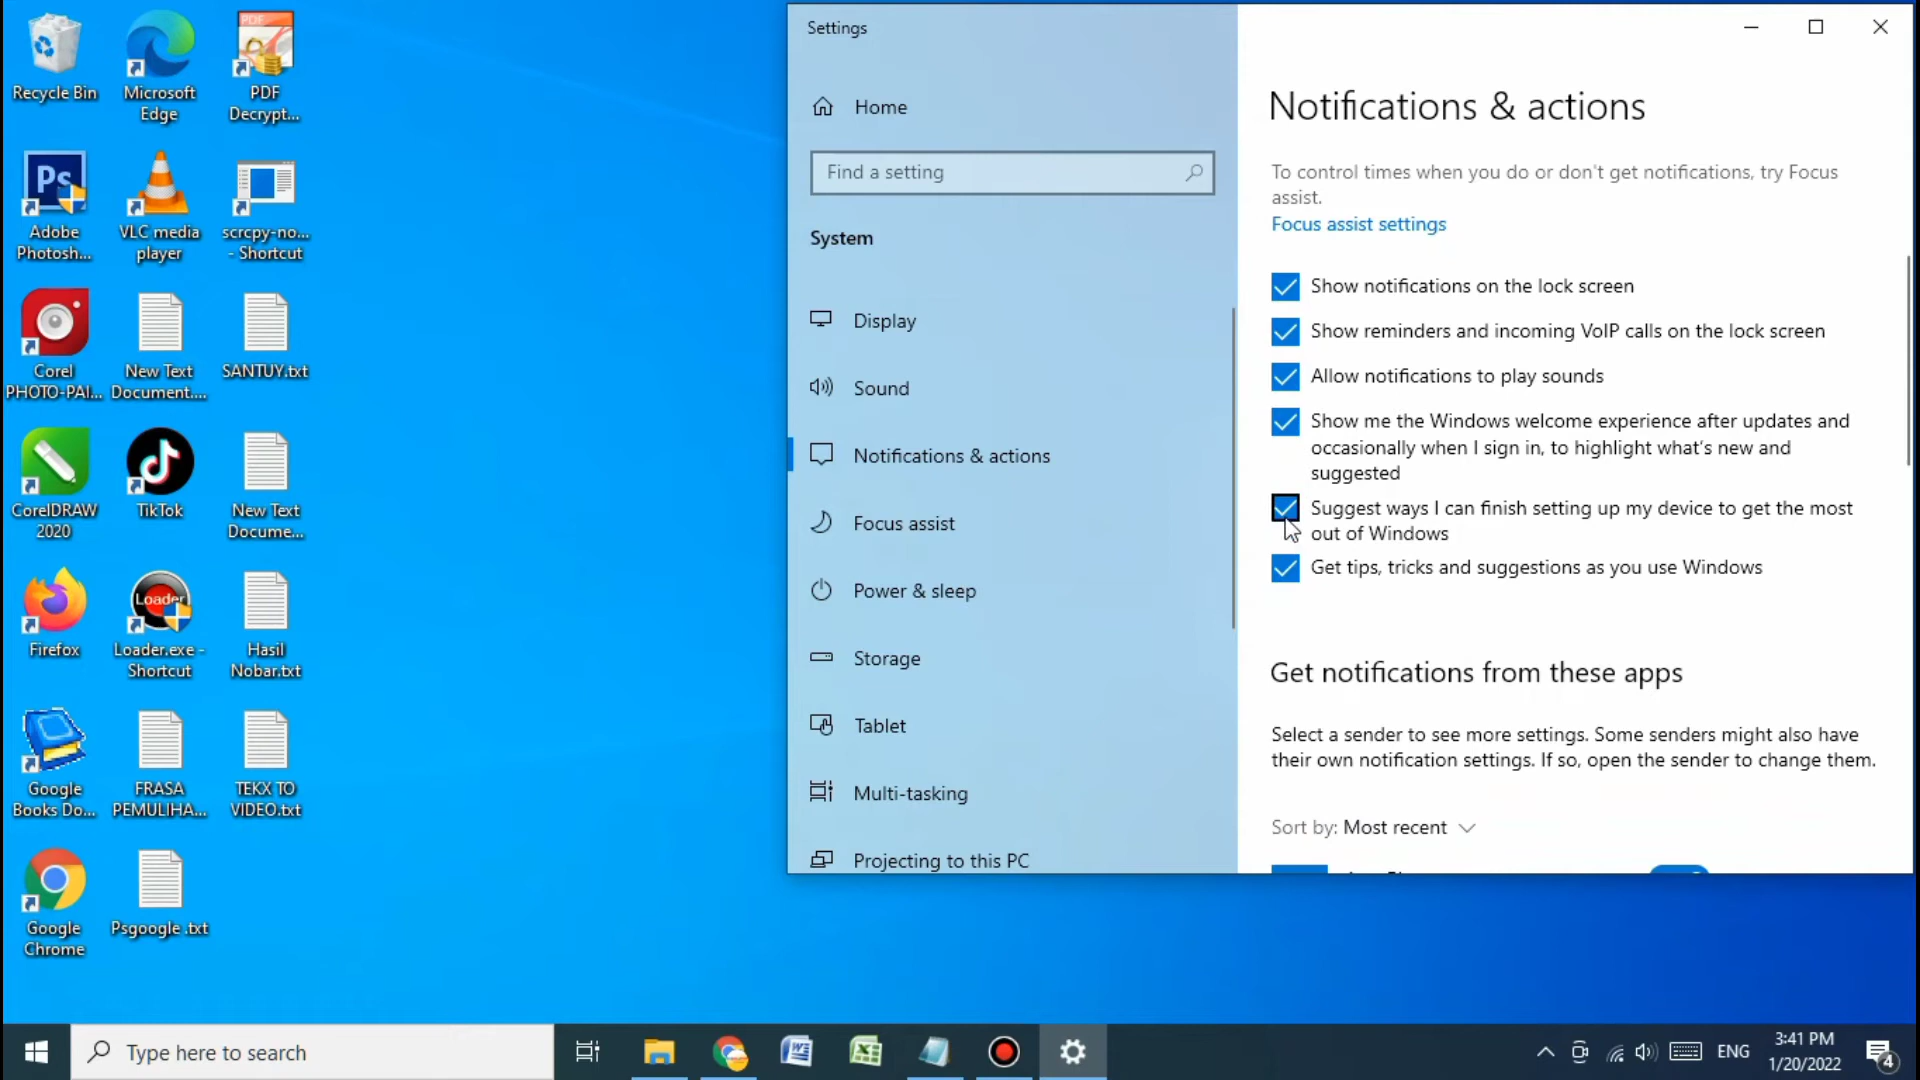 Recycle Bin
Microsoft
Edge
PDF
PDF
Decrypt...
Ps
Adobe
Photosh...
VLC media
player
scrcpy-no...
- Shortcut
Corel
PHOTO-PAI...
New Text
Document....
SANTUY.txt
CorelDRAW
2020
TikTok
New Text
Docume...
Firefox
Loader
Loader.exe -
Shortcut
Hasil
Nobar.txt
Google
Books Do...
FRASA
PEMULIHA...
TEKX TO
VIDEO.txt
Google
Chrome
Psgoogle .txt
Settings
Home
Find a setting
System
Display
Sound
Notifications & actions
Focus assist
Power & sleep
Storage
Tablet
Multi-tasking
Projecting to this PC
Notifications & actions
To control times when you do or don't get notifications, try Focus
assist.
Focus assist settings
Show notifications on the lock screen
Show reminders and incoming VoIP calls on the lock screen
Allow notifications to play sounds
Show me the Windows welcome experience after updates and
occasionally when I sign in, to highlight what's new and
suggested
Suggest ways I can finish setting up my device to get the most
out of Windows
Get tips, tricks and suggestions as you use Windows
Get notifications from these apps
Select a sender to see more settings. Some senders might also have
their own notification settings. If so, open the sender to change them.
Sort by: Most recent
Type here to search
ENG
3:41 PM
1/20/2022
4